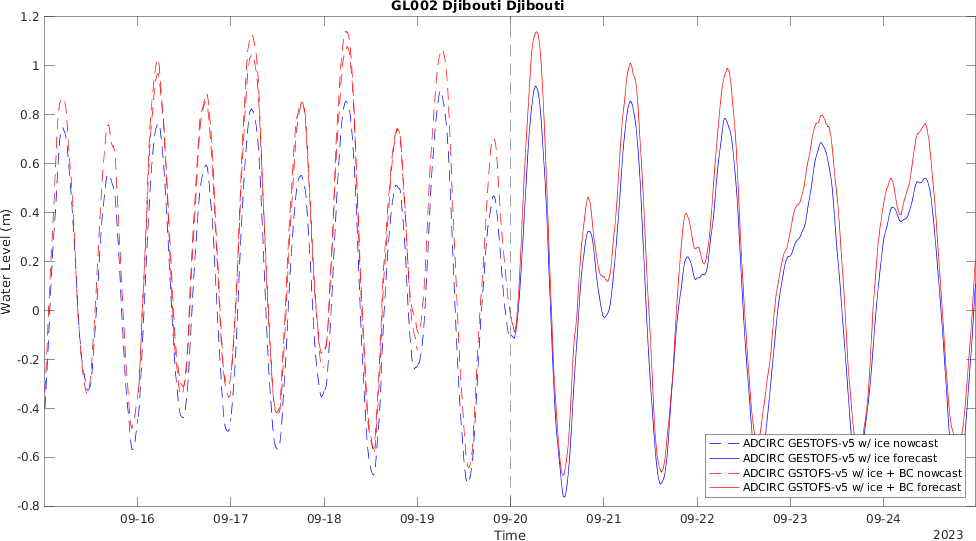 GL002 Djibouti Djibouti
1.2
1
0.8
0.6
0.4
0.2
0
-0.2
-0.4
-0.6
-0.8
Water Level (m)
ADCIRC GESTOFS-v5 w/ ice nowcast
ADCIRC GESTOFS-v5 w/ ice forecast
ADCIRC GSTOFS-v5 w/ ice + BC nowcast
ADCIRC GSTOFS-v5 w/ ice + BC forecast
09-16 09-17 09-18 09-19 09-20 09-21 09-22 09-23 09-24
Time
2023